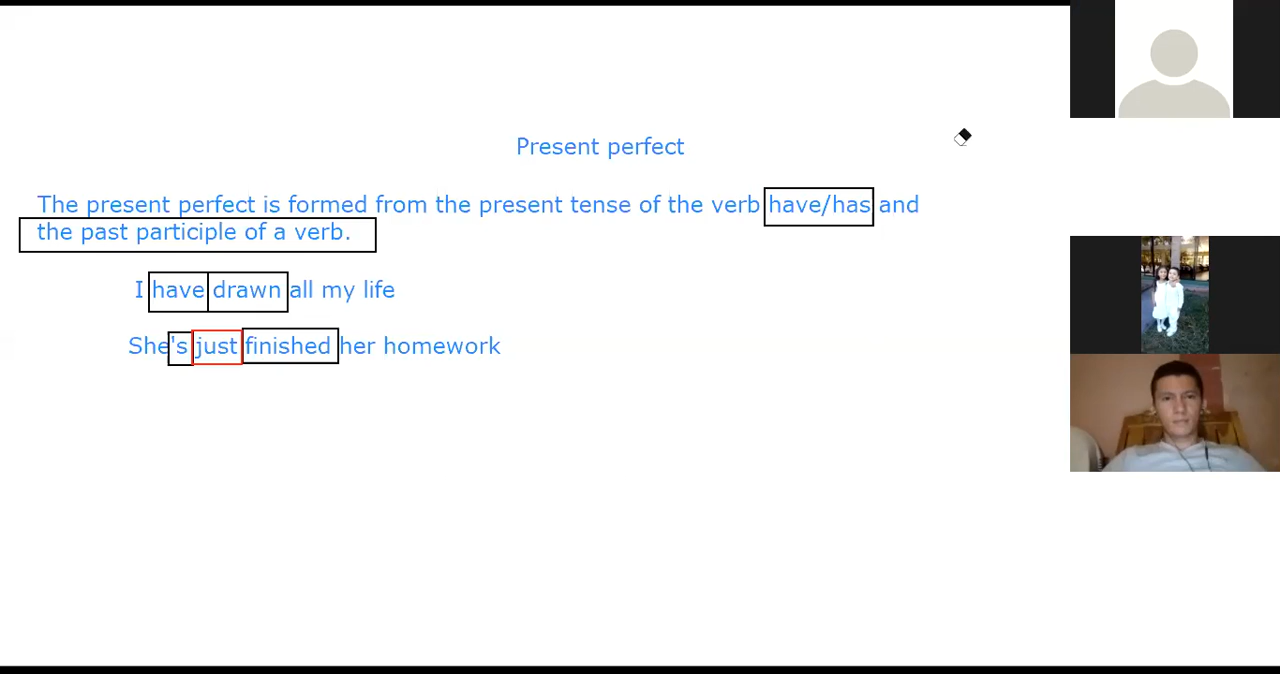 Present perfect
The present perfect is formed from the present tense of the verb have/has and
the past participle of a verb.
I have drawn all my life
She's just finished her homework